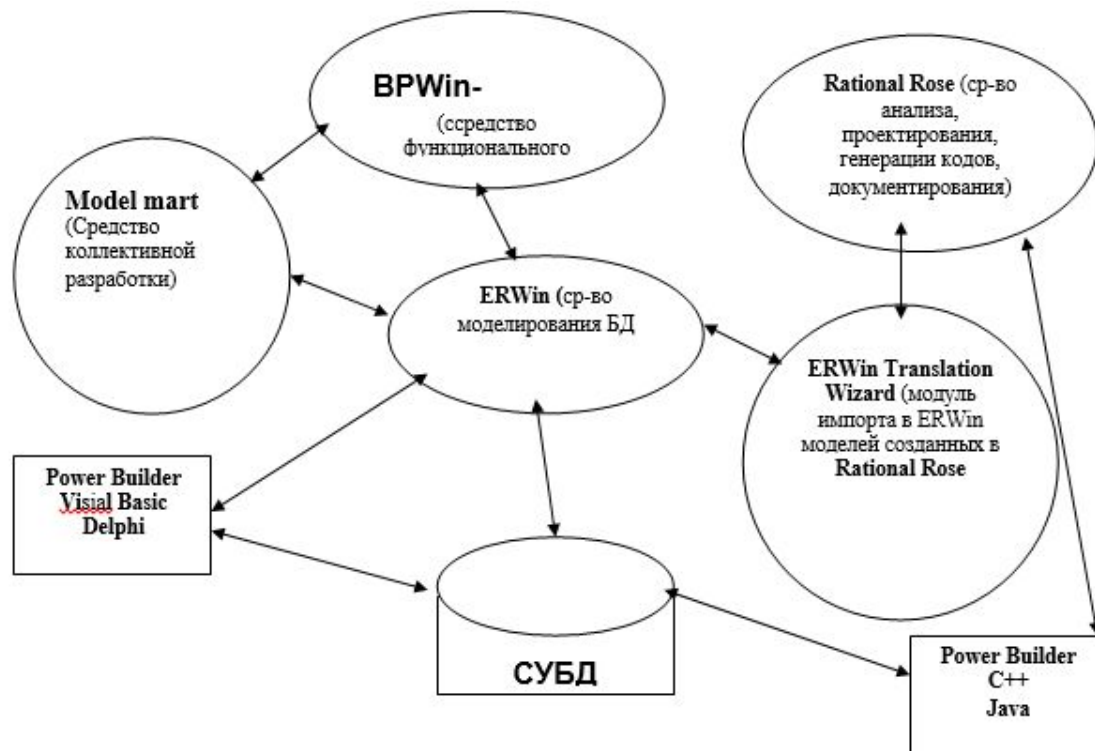 BPWin-
(ссредство
функционального
Rational Rose (ср-во
анализа,
проектирования,
генерации кодов,
документирования)
Model mart
(Средство
коллективной
разработки)
ERWin (ср-во
моделирования БД
ERWin Translation
Wizard (модуль
импорта в ERWin
моделей созданных в
Rational Rose
Power Builder
Visial Basic
Delphi
СУБД
Power Builder
C++
Java